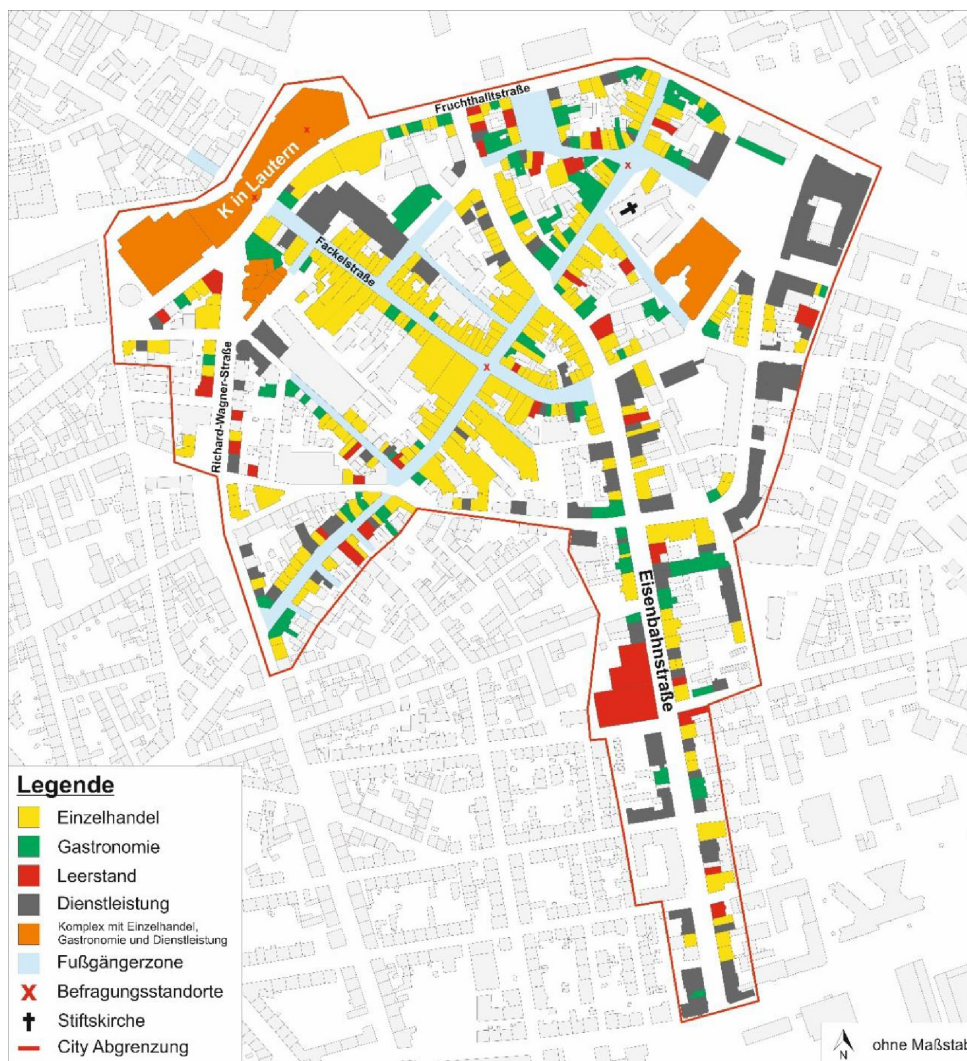 Fruchthalltstraße
K in Lautern
Fackelstraße
Richard-Wagner-Straße
Eisenbahnstraße
Legende
Einzelhandel
Gastronomie
Leerstand
Dienstleistung
Komplex mit Einzelhandel,
Gastronomie und Dienstleistung
Fußgängerzone
Befragungsstandorte
Stiftskirche
City Abgrenzung
N
ohne Maßstab